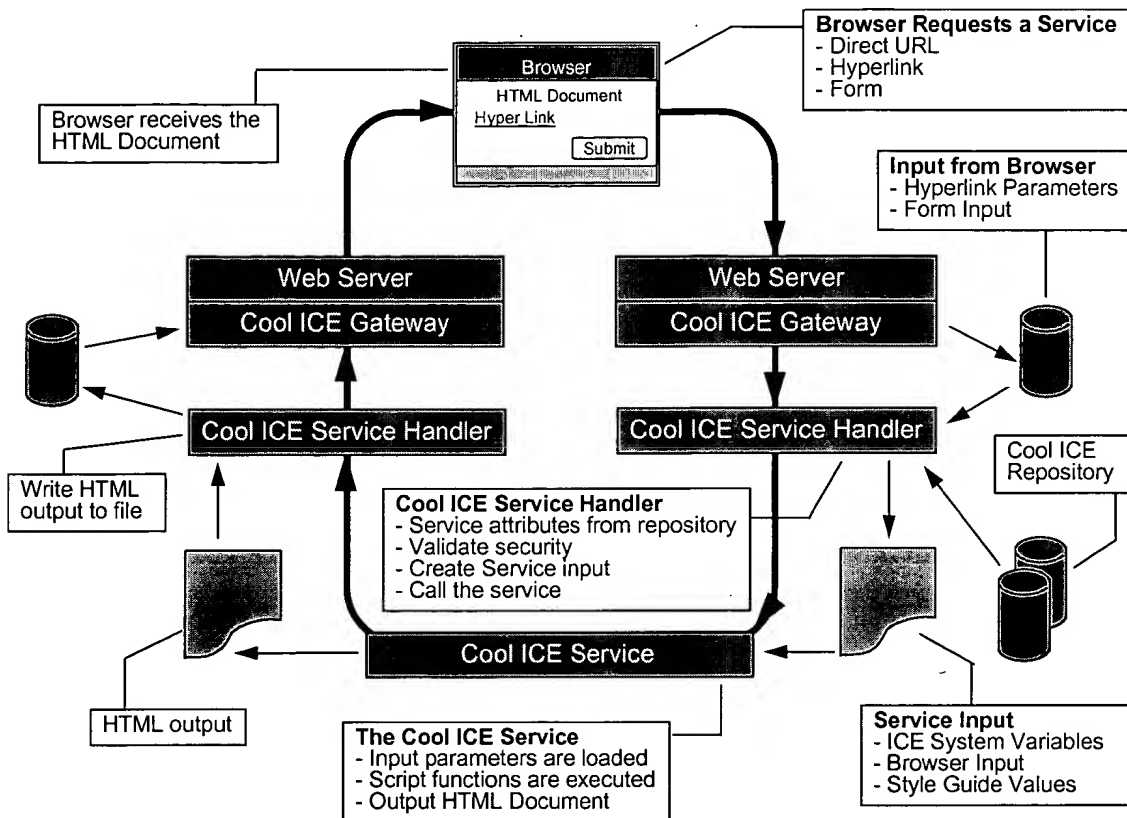 Browser Requests a Service
- Direct URL
- Hyperlink
- Form
Browser
HTML Document
Hyper Link
Submit
Browser receives the
HTML Document
Input from Browser
- Hyperlink Parameters
- Form Input
Web Server
Cool ICE Gateway
Web Server
Cool ICE Gateway
Cool ICE Service Handler
Cool ICE Service Handler
Cool ICE
Repository
Write HTML
output to file
Cool ICE Service Handler
- Service attributes from repository
- Validate security
- Create Service input
- Call the service
Cool ICE Service
HTML output
The Cool ICE Service
- Input parameters are loaded
- Script functions are executed
- Output HTML Document
Service Input
- ICE System Variables
- Browser Input
- Style Guide Values